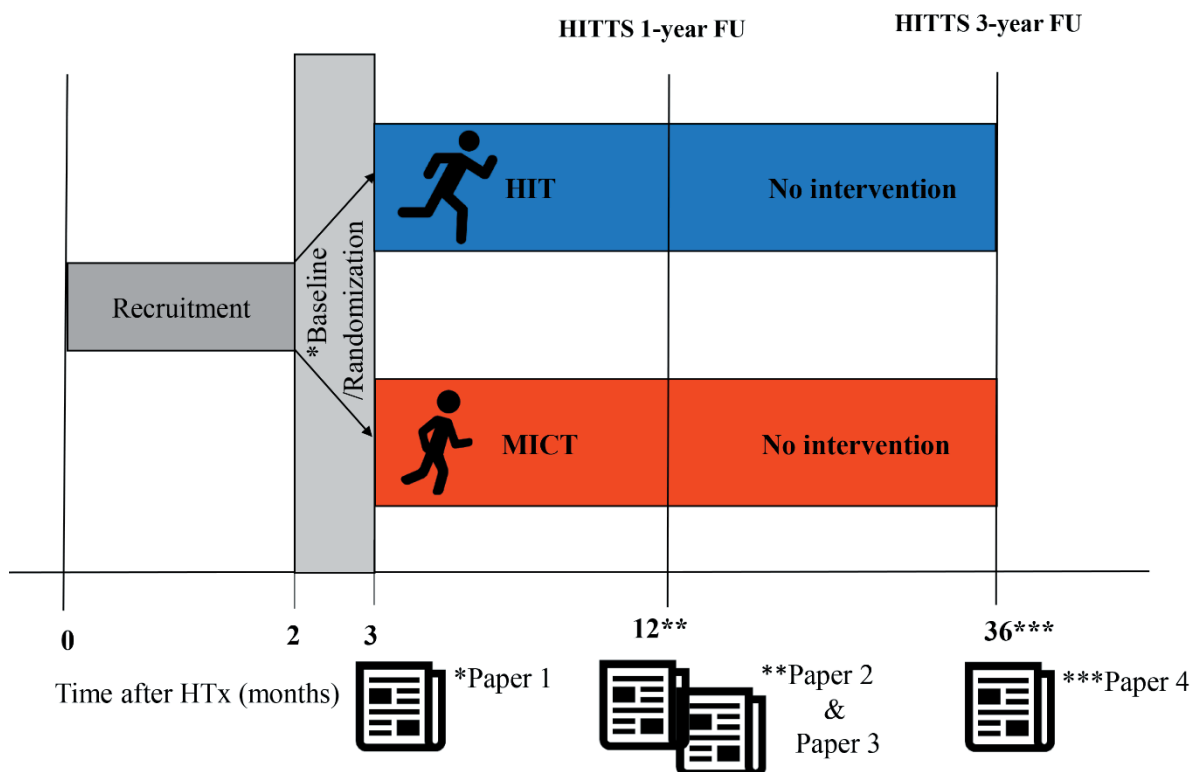 HITTS 1-year FU
HITTS 3-year FU
HIT
No intervention
Recruitment
*Baseline
/Randomization
MICT
No intervention
0
2
3
12**
36***
Time after HTx (months)
*Paper 1
**Paper 2
&
Paper 3
***Paper 4